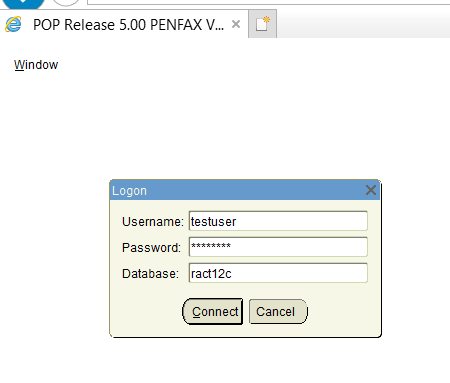 POP Release 5.00 PENFAX V...
Window
Logon
Username: testuser
Password: ********
Database: ract12c
Connect Cancel